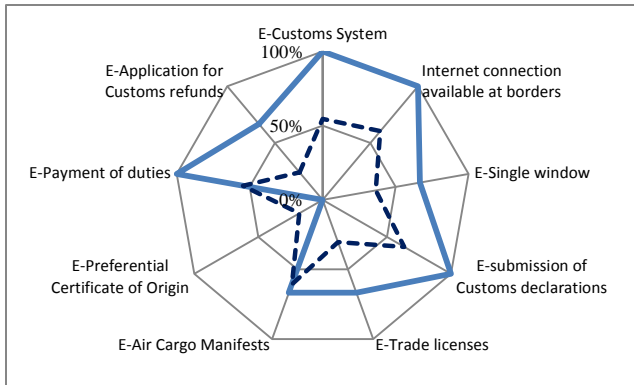 E-Customs System
100%
E-Application for
Customs refunds
Internet connection
available at borders
50%
E-Payment of duties
E-Single window
0%
E-Preferential
Certificate of Origin
E-submission of
Customs declarations
E-Air Cargo Manifests
E-Trade licenses